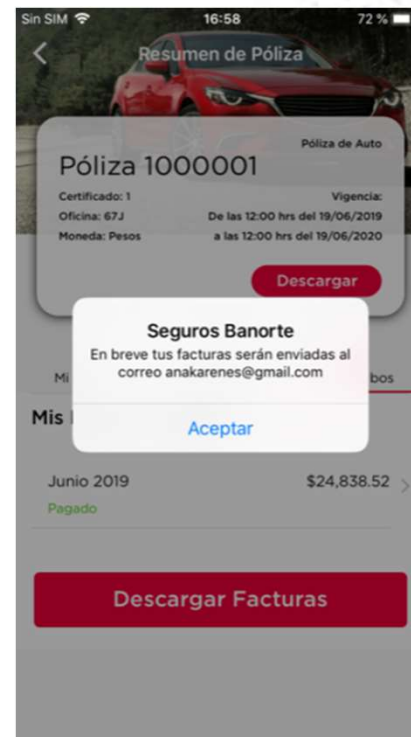 Sin SIM 16:58 72 %
Resumen de Póliza
Póliza de Auto
Póliza 1000001
Certificado: 1 Vigencia:
Oficina: 67J De las 12:00 hrs del 19/06/2019
Moneda: Pesos a las 12:00 hrs del 19/06/2020
Descargar
Seguros Banorte
En breve tus facturas serán enviadas al
correo anakarenes@gmail.com
Mi bos
Mis
Aceptar
Junio 2019 $24,838.52
Pagado
Descargar Facturas